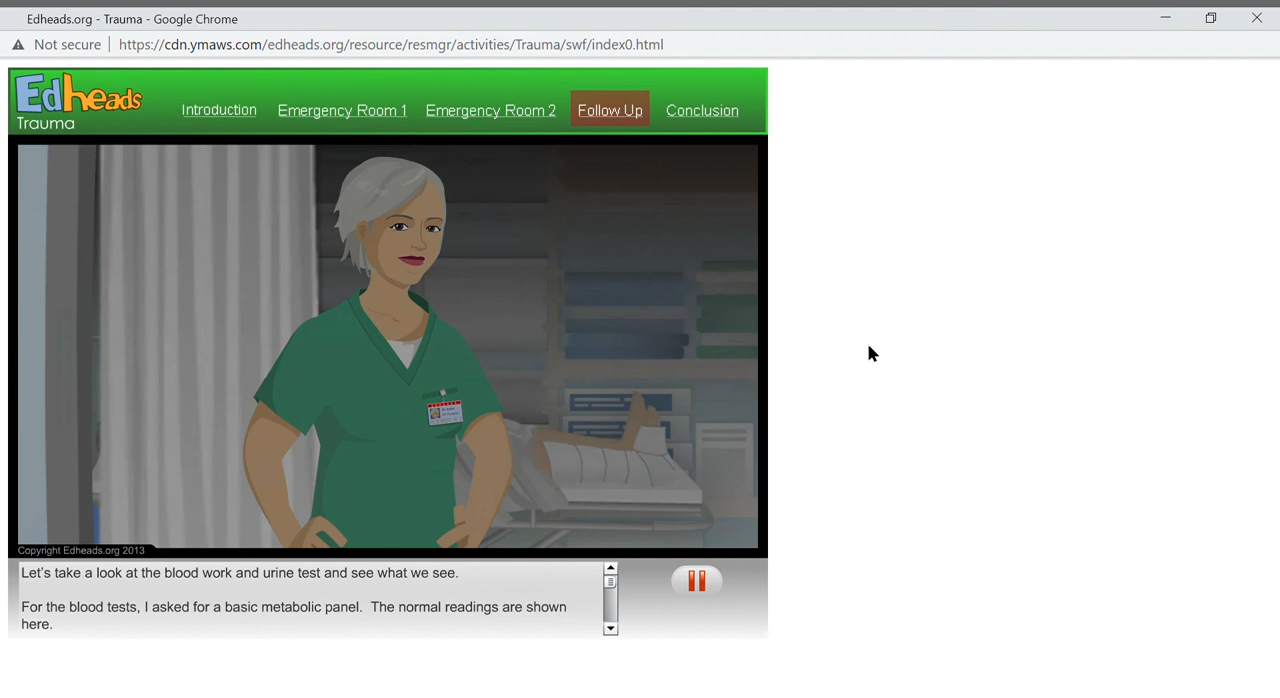 Edheads.org - Trauma - Google Chrome
Not secure
https://cdn.ymaws.com/edheads.org/resource/resmgr/activities/Trauma/swf/index0.html
Edheads
Trauma
Introduction Emergency Room 1 Emergency Room 2 Follow Up Conclusion
Copyright Edheads.org 2013
Let's take a look at the blood work and urine test and see what we see.
For the blood tests, I asked for a basic metabolic panel. The normal readings are shown
here.